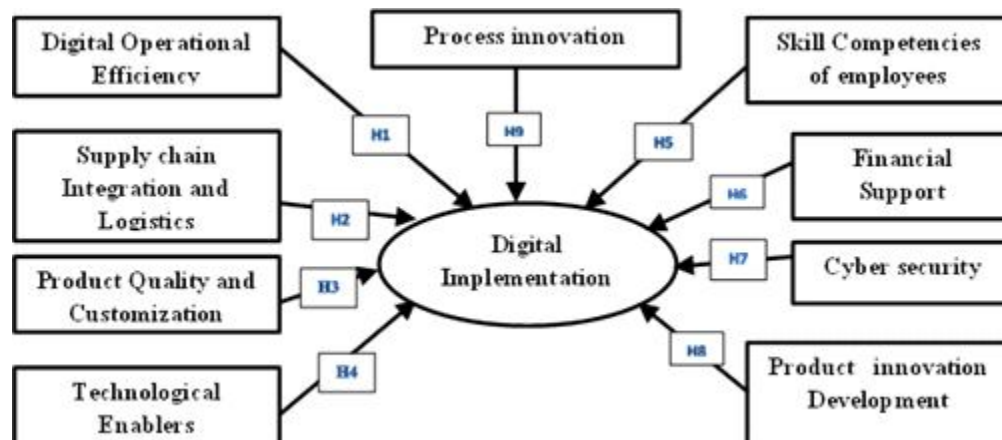 Digital Operational
Efficiency
Process innovation
Skill Competencies
of employees
H1
H9
H5
Supply chain
Integration and
Logistics
Financial
Support
H2
H6
Digital
Implementation
Product Quality and
Customization
H3
H7
Cyber security
H4
H8
Technological
Enablers
Product innovation
Development